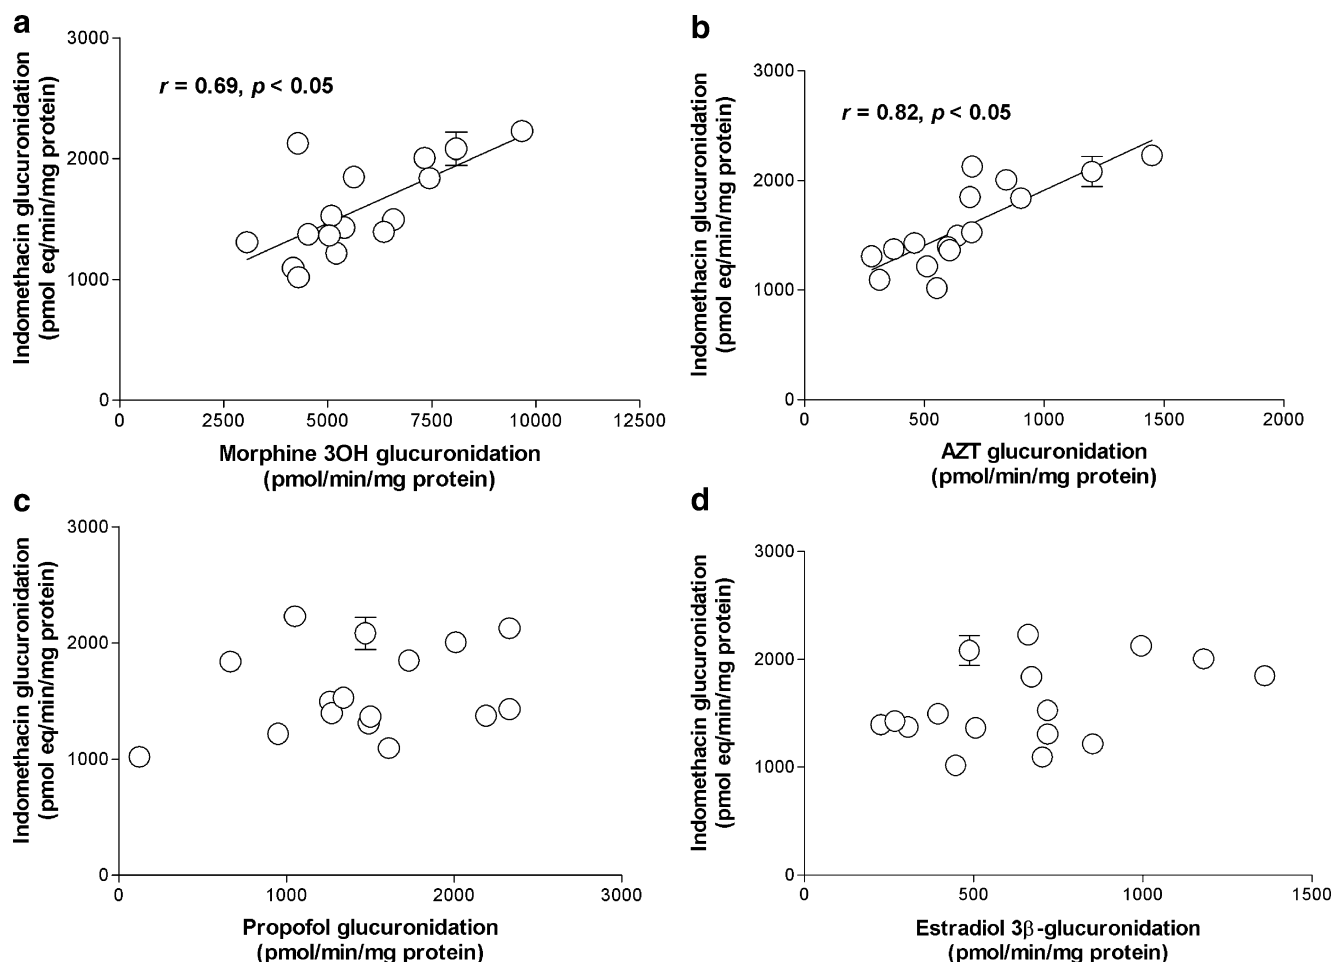 a
Indomethacin glucuronidation
(pmol eq/min/mg protein)
3000
2000
1000
0
r = 0.69, p < 0.05
0 2500 5000 7500 10000 12500
Morphine 3OH glucuronidation
(pmol/min/mg protein)
b
Indomethacin glucuronidation
(pmol eq/min/mg protein)
3000
2000
1000
0
r = 0.82, p < 0.05
0 500 1000 1500 2000
AZT glucuronidation
(pmol/min/mg protein)
c
Indomethacin glucuronidation
(pmol eq/min/mg protein)
3000
2000
1000
0
0 1000 2000 3000
Propofol glucuronidation
(pmol/min/mg protein)
d
Indomethacin glucuronidation
(pmol eq/min/mg protein)
3000
2000
1000
0
0 500 1000 1500
Estradiol 3β-glucuronidation
(pmol/min/mg protein)